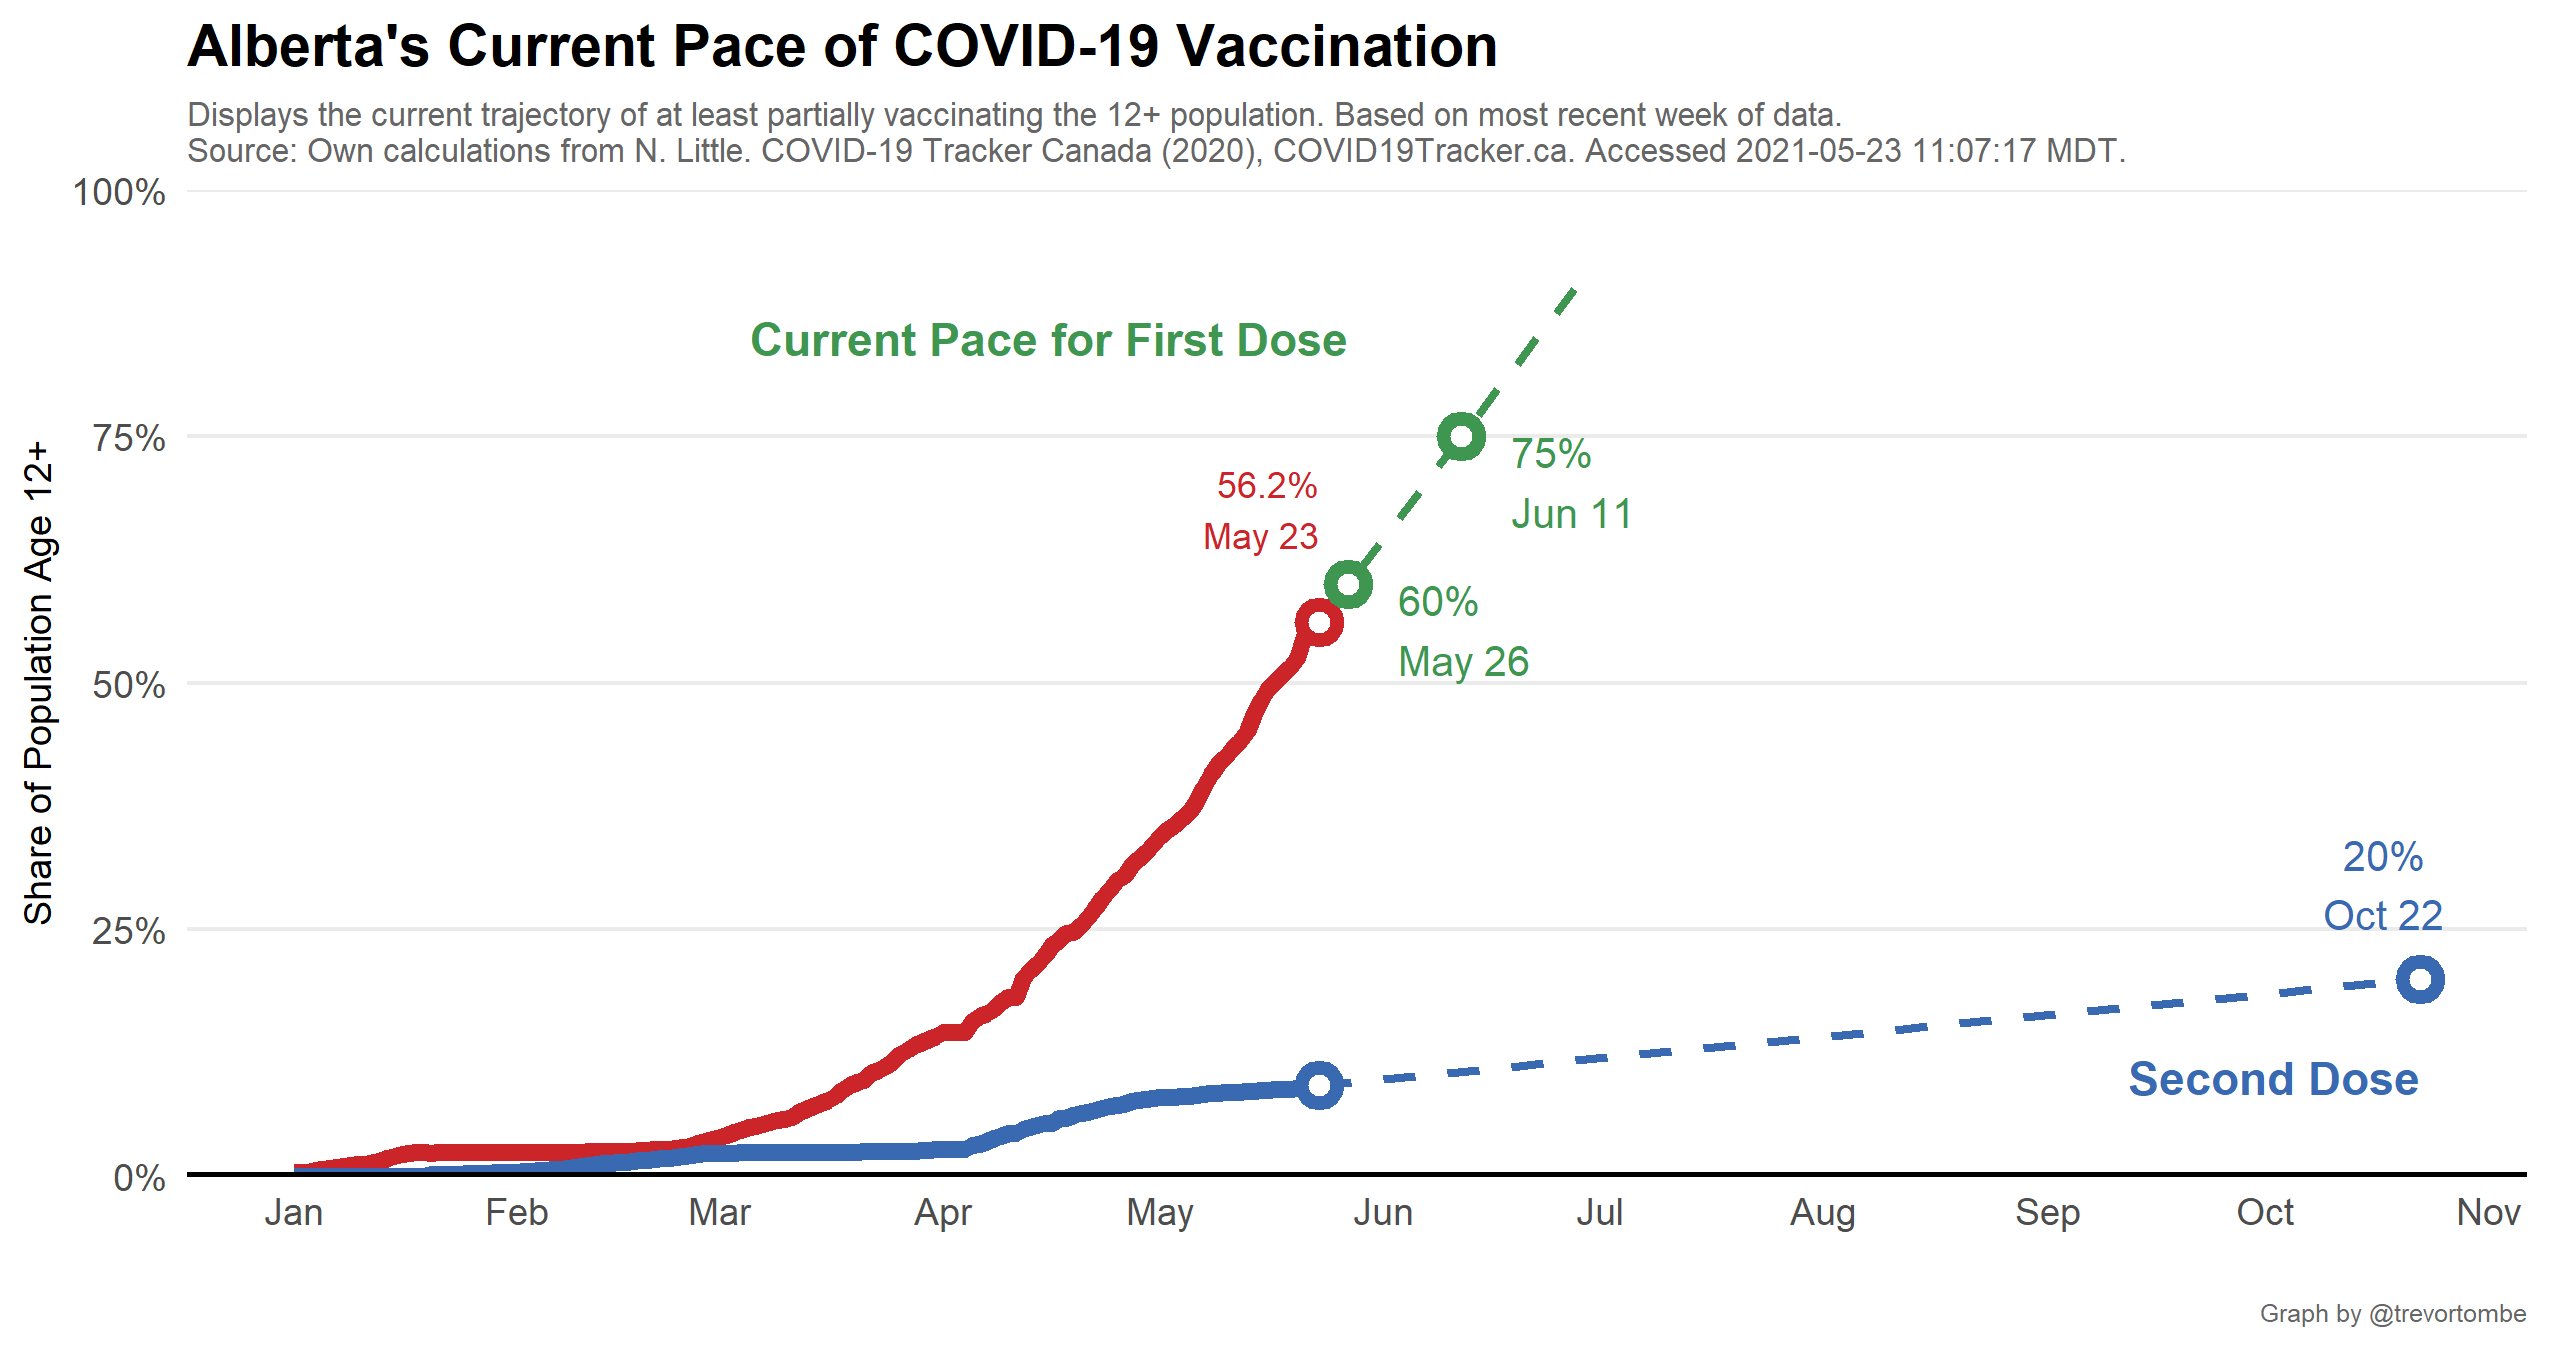 Alberta's Current Pace of COVID-19 Vaccination
Displays the current trajectory of at least partially vaccinating the 12+ population. Based on most recent week of data.
Source: Own calculations from N. Little. COVID-19 Tracker Canada (2020), COVID19Tracker.ca. Accessed 2021-05-23 11:07:17 MDT.
Share of Population Age 12+
100%
75%
50%
25%
0%
Current Pace for First Dose
75%
Jun 11
56.2%
May 23
60%
May 26
20%
Oct 22
Second Dose
Jan Feb Mar Apr May Jun Jul Aug Sep Oct Nov
Graph by @trevortombe